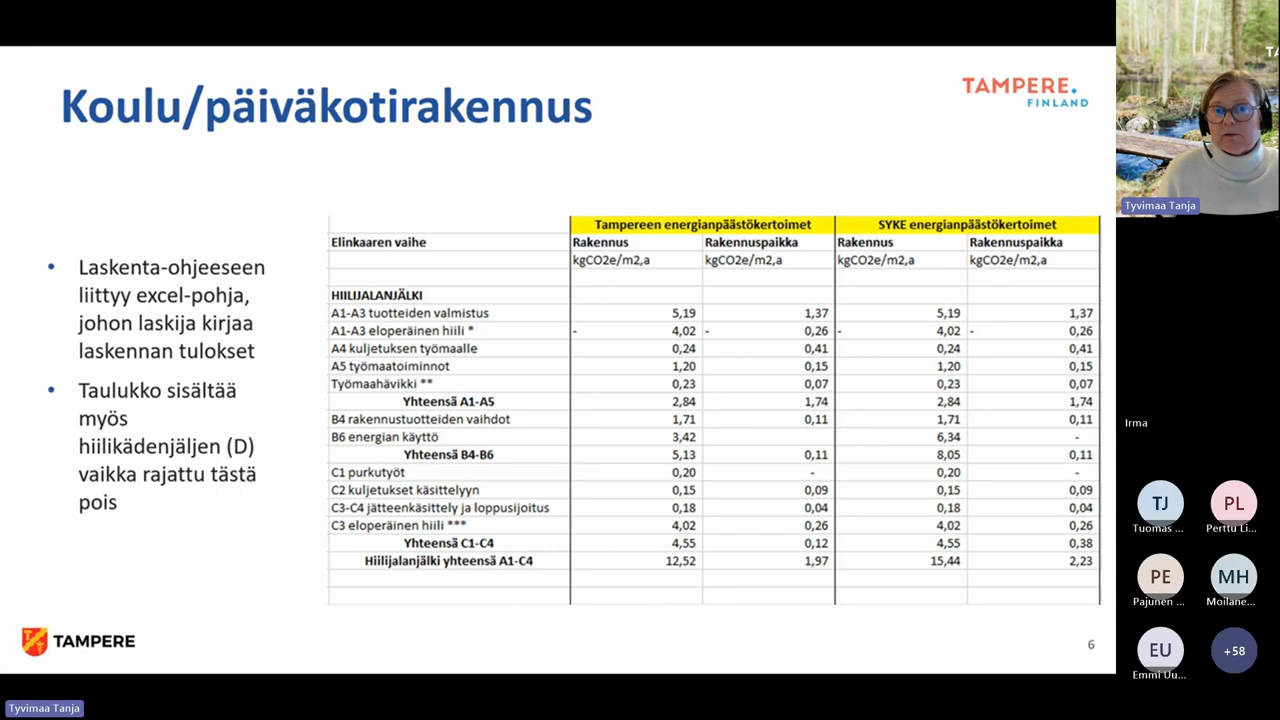 Koulu/päiväkotirakennus
TAMPERE.
FINLAND
• Laskenta-ohjeeseen
liittyy excel-pohja,
johon laskija kirjaa
laskennan tulokset
• Taulukko sisältää
myös
hiilikädenjäljen (D)
vaikka rajattu tästä
pois
Tampereen energianpäästökertoimet SYKE energianpäästökertoimet
Elinkaaren vaihe Rakennus Rakennuspaikka Rakennus Rakennuspaikka
kgCO2e/m2,a kgCO2e/m2,a kgCO2e/m2,a kgCO2e/m2,a
HIILIJALANJÄLKI
A1-A3 tuotteiden valmistus 5,19 1,37 5,19 1,37
A1-A3 eloperäinen hiili * - 4,02 - 0,26 - 4,02 - 0,26
A4 kuljetuksen työmaalle 0,24 0,41 0,24 0,41
A5 työmaatoiminnot 1,20 0,15 1,20 0,15
Työmaahävikki ** 0,23 0,07 0,23 0,07
Yhteensä A1-A5 2,84 1,74 2,84 1,74
B4 rakennustuotteiden vaihdot 1,71 0,11 1,71 0,11
B6 energian käyttö 3,42 6,34 -
Yhteensä B4-B6 5,13 0,11 8,05 0,11
C1 purkutyöt 0,20 - 0,20 -
C2 kuljetukset käsittelyyn 0,15 0,09 0,15 0,09
C3-C4 jätteenkäsittely ja loppusijoitus 0,18 0,04 0,18 0,04
C3 eloperäinen hiili *** 4,02 0,26 4,02 0,26
Yhteensä C1-C4 4,55 0,12 4,55 0,38
Hiilijalanjälki yhteensä A1-C4 12,52 1,97 15,44 2,23
TAMPERE
6
Tyvimaa Tanja
TA
Tyvimaa Tanja
Irma
TJ PL
Tuomas ... Perttu Li...
PE MH
Pajunen ... Moilane...
EU +58
Emmi Uu...